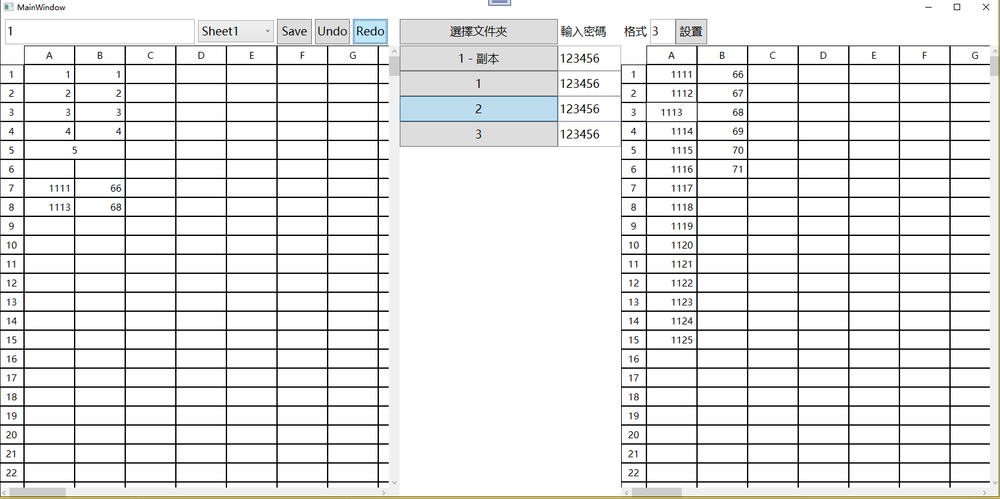 MainWindow
1 Sheet1 Save Undo Redo 選擇文件夾 輸入密碼 格式 3 設置
A B C D E F G
1 1 1
2 2 2
3 3 3
4 4 4
5 5
6
7 1111 66
8 1113 68
9
10
11
12
13
14
15
16
17
18
19
20
21
22
1 - 副本 123456
1 123456
2 123456
3 123456
A B C D E F G
1 1111 66
2 1112 67
3 1113 68
4 1114 69
5 1115 70
6 1116 71
7 1117
8 1118
9 1119
10 1120
11 1121
12 1122
13 1123
14 1124
15 1125
16
17
18
19
20
21
22